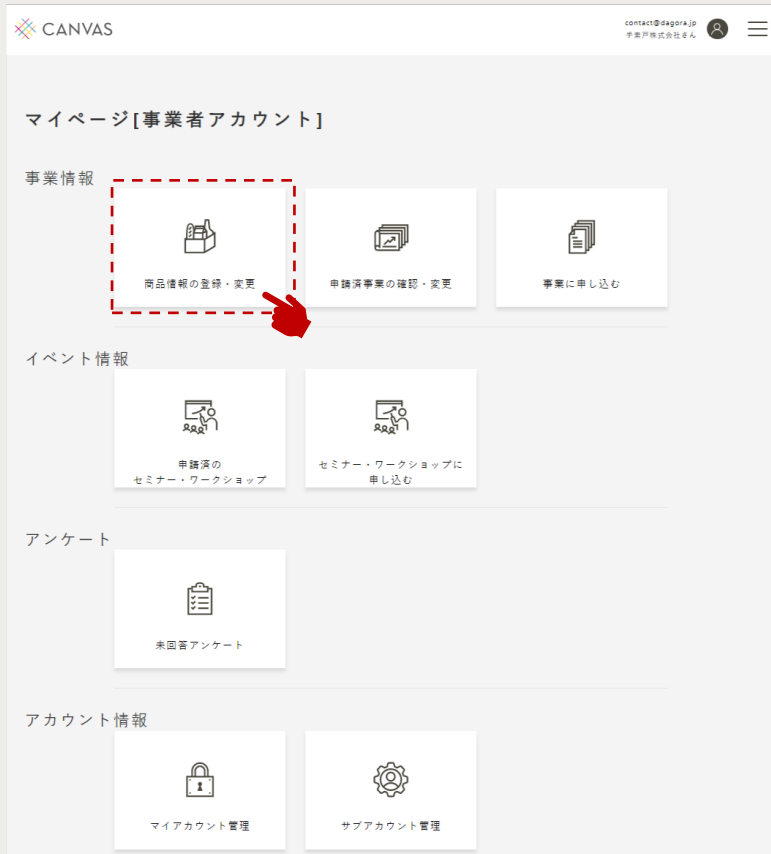 CANVAS
contact@dagora.jp
手素戸株式会社さん
マイページ[事業者アカウント]
事業情報
商品情報の登録・変更
申請済事業の確認・変更
事業に申し込む
イベント情報
申請済の
セミナー・ワークショップ
セミナー・ワークショップに
申し込む
アンケート
未回答アンケート
アカウント情報
マイアカウント管理
サブアカウント管理